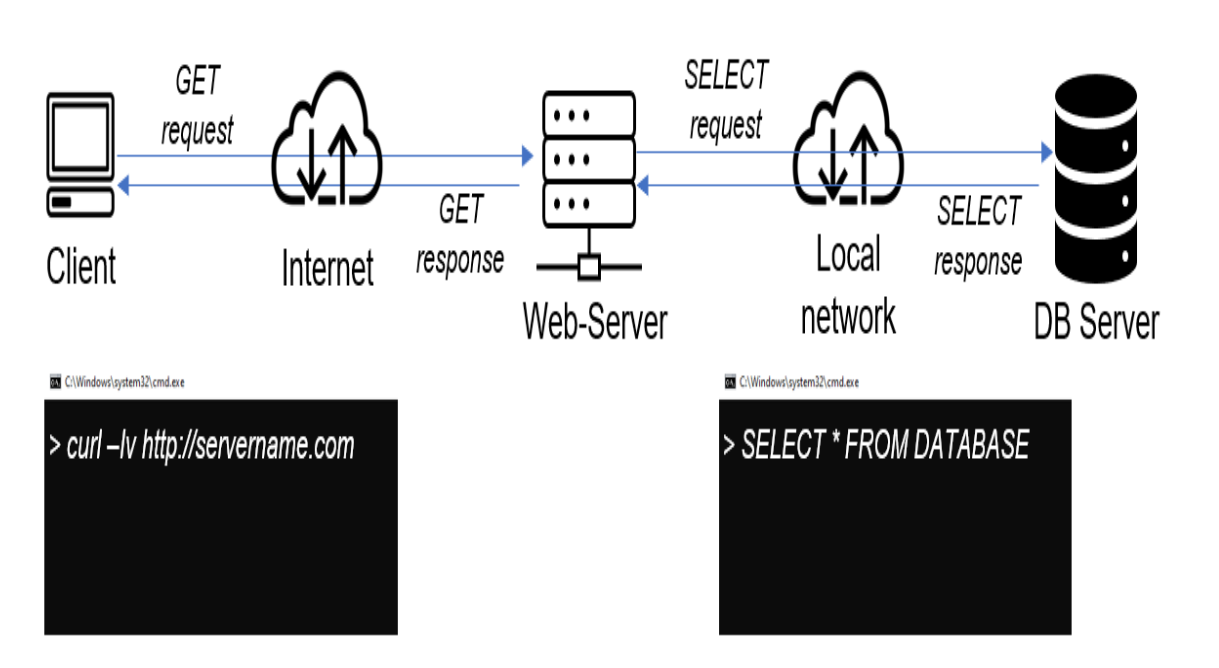 GET
request
SELECT
request
GET
response
SELECT
response
Client
Internet
Web-Server
Local
network
DB Server
C:\Windows\system32\cmd.exe
> curl –Iv http://servername.com
C:\Windows\system32\cmd.exe
> SELECT * FROM DATABASE